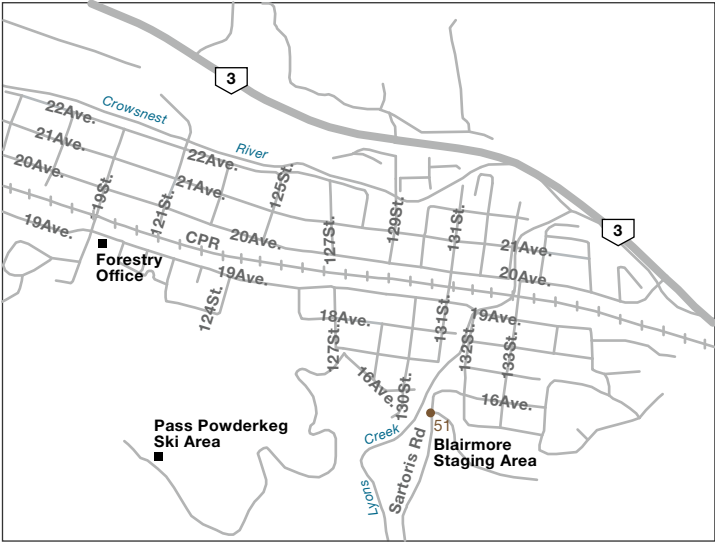 3
Crowsnest
River
22Ave.
21Ave.
20Ave.
19Ave.
119St.
121St.
22Ave.
21Ave.
125St.
20Ave.
CPR
127St.
129St.
131St.
21Ave.
20Ave.
3
Forestry
Office
19Ave.
124St.
18Ave.
127St.
131St.
19Ave.
132St.
133St.
16Ave.
130St.
16Ave.
Pass Powderkeg
Ski Area
Creek
Lyons
Sartoris Rd
51
Blairmore
Staging Area